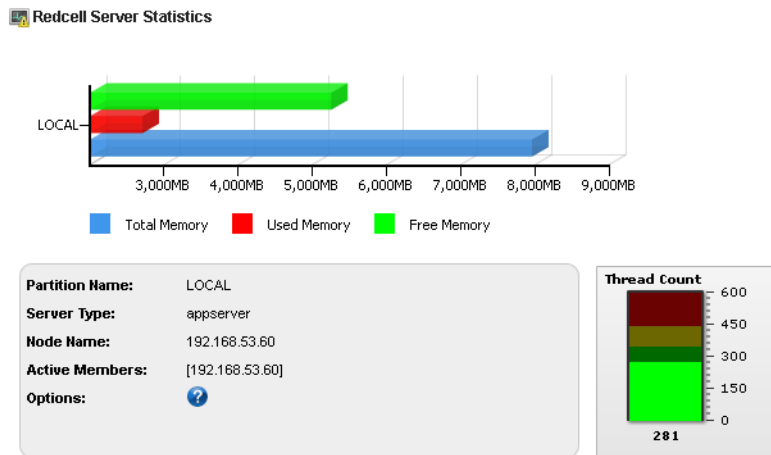 Redcell Server Statistics
LOCAL
3,000MB 4,000MB 5,000MB 6,000MB 7,000MB 8,000MB 9,000MB
Total Memory Used Memory Free Memory
Partition Name: LOCAL
Server Type: appserver
Node Name: 192.168.53.60
Active Members: [192.168.53.60]
Options: ?
Thread Count
600
450
300
150
0
281